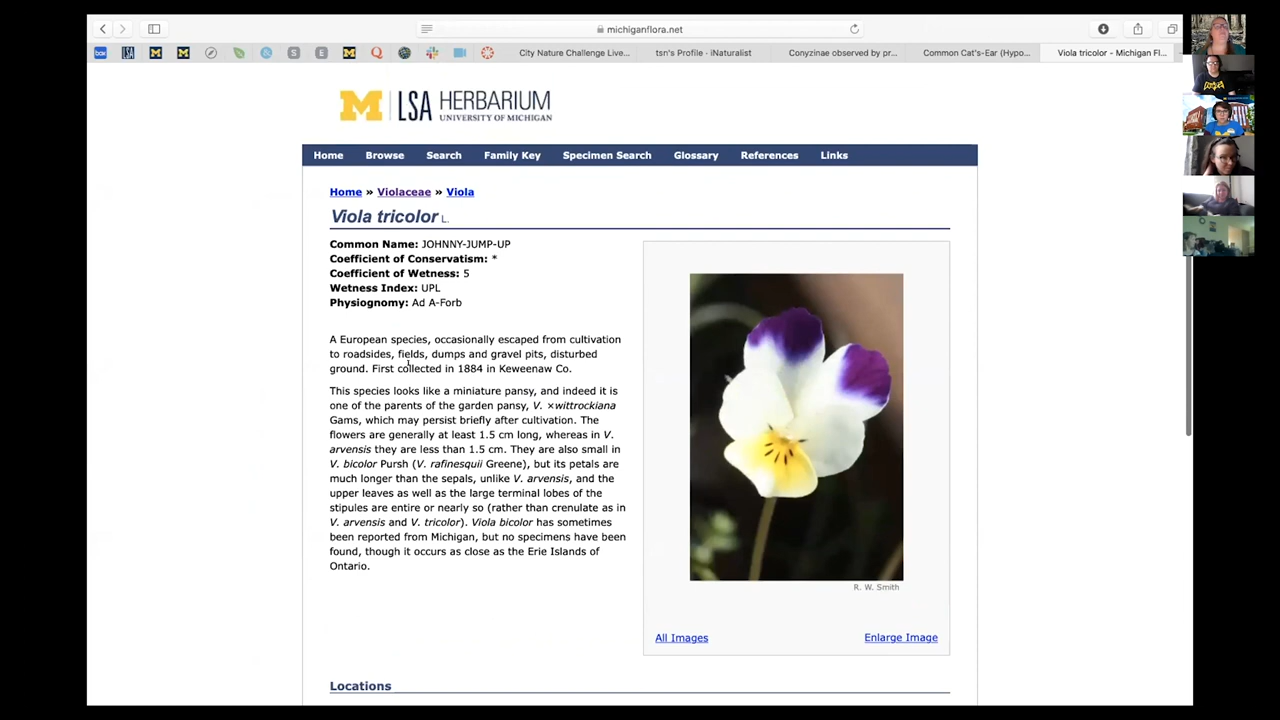 michiganflora.net
City Nature Challenge Live...
tsn's Profile - iNaturalist
Conyzinae observed by pr...
Common Cat's-Ear (Hypo...
Viola tricolor - Michigan Fl...
M LSA HERBARIUM
UNIVERSITY OF MICHIGAN
Home Browse Search Family Key Specimen Search Glossary References Links
Home » Violaceae » Viola
Viola tricolor L.
Common Name: JOHNNY-JUMP-UP
Coefficient of Conservatism: *
Coefficient of Wetness: 5
Wetness Index: UPL
Physiognomy: Ad A-Forb
A European species, occasionally escaped from cultivation
to roadsides, fields, dumps and gravel pits, disturbed
ground. First collected in 1884 in Keweenaw Co.
This species looks like a miniature pansy, and indeed it is
one of the parents of the garden pansy, V. ×wittrockiana
Gams, which may persist briefly after cultivation. The
flowers are generally at least 1.5 cm long, whereas in V.
arvensis they are less than 1.5 cm. They are also small in
V. bicolor Pursh (V. rafinesquii Greene), but its petals are
much longer than the sepals, unlike V. arvensis, and the
upper leaves as well as the large terminal lobes of the
stipules are entire or nearly so (rather than crenulate as in
V. arvensis and V. tricolor). Viola bicolor has sometimes
been reported from Michigan, but no specimens have been
found, though it occurs as close as the Erie Islands of
Ontario.
R. W. Smith
All Images
Enlarge Image
Locations